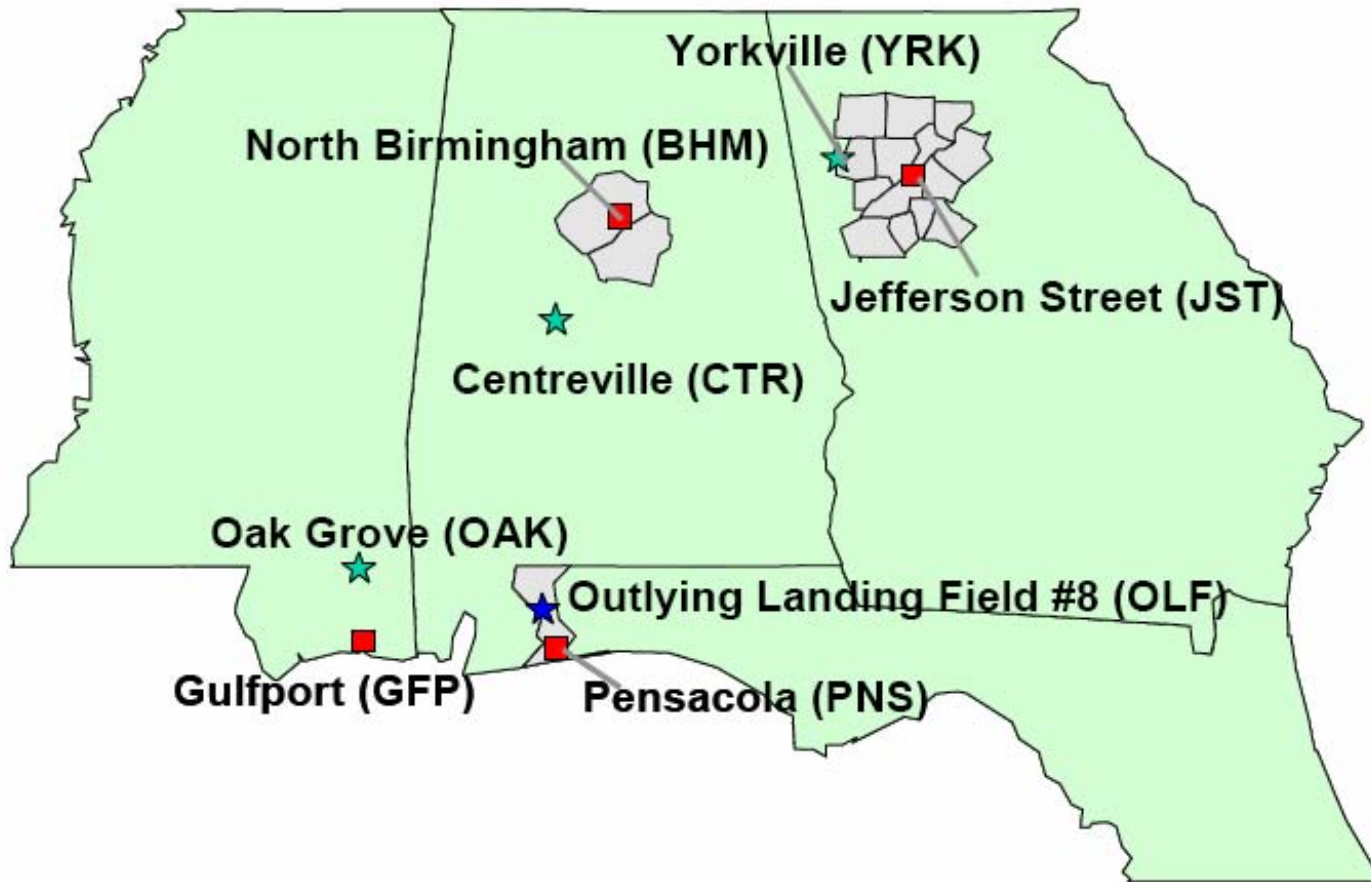 Yorkville (YRK)
North Birmingham (BHM)
Jefferson Street (JST)
Centreville (CTR)
Oak Grove (OAK)
Outlying Landing Field #8 (OLF)
Gulfport (GFP)
Pensacola (PNS)